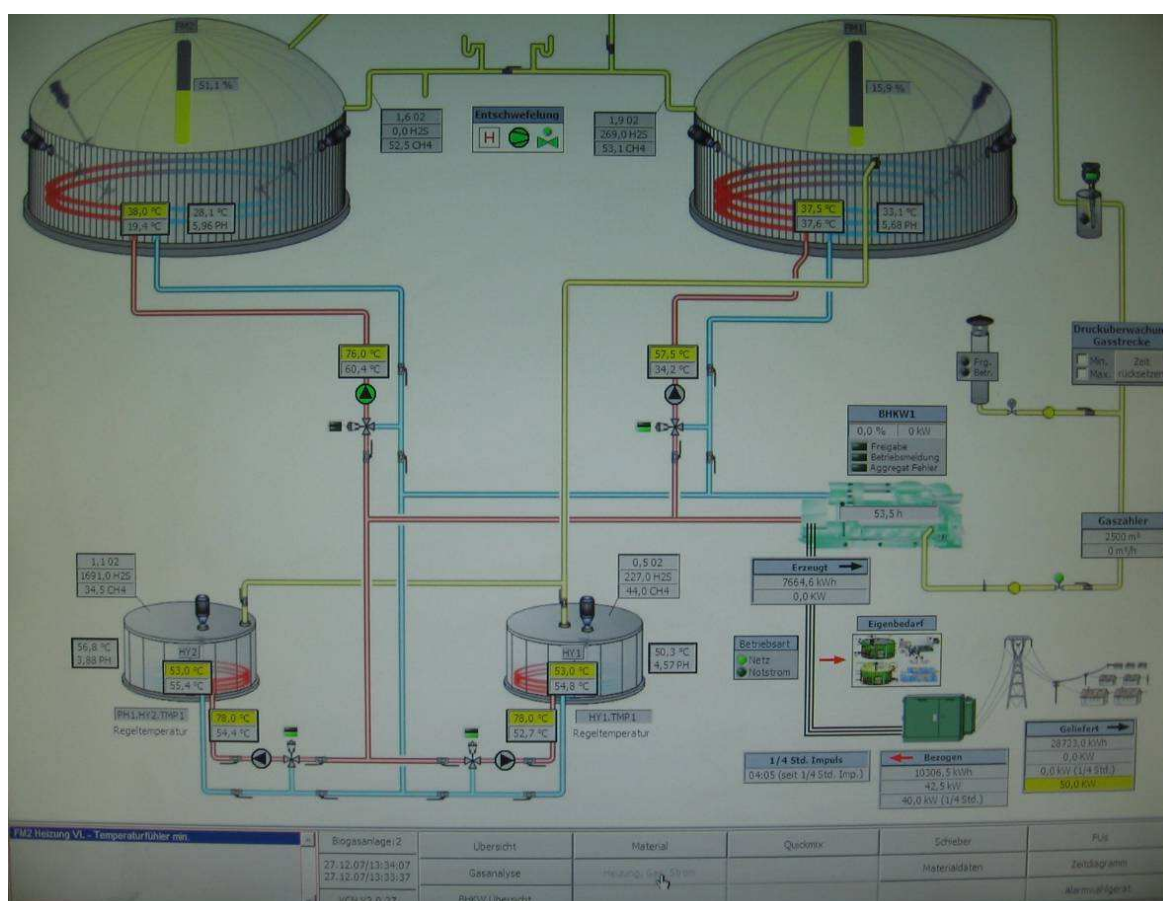 FM2
FM1
51,1 %
15,9 %
1,6 O2
0,0 H2S
52,5 CH4
Entschwefelung
H
1,9 O2
269,0 H2S
53,1 CH4
38,0 °C
19,4 °C
28,1 °C
5,96 PH
37,5 °C
37,6 °C
33,1 °C
5,68 PH
76,0 °C
60,4 °C
57,5 °C
34,2 °C
Drucküberwachun
Gasstrecke
Min.
Max.
Zeit
rücksetzen
Frg.
Betr.
BHKW1
0,0 %
0 kW
Freigabe
Betriebsmeldung
Aggregat Fehler
53,5 h
Gaszähler
2500 m³
0 m³/h
1,1 O2
1691,0 H2S
34,5 CH4
0,5 O2
227,0 H2S
44,0 CH4
Erzeugt
7664,6 kWh
0,0 KW
56,8 °C
3,88 PH
HY2
53,0 °C
55,4 °C
HY1
53,0 °C
54,8 °C
50,3 °C
4,57 PH
Betriebsart
Netz
Notstrom
Eigenbedarf
PH1.HY2.TMP1
Regeltemperatur
78,0 °C
54,4 °C
78,0 °C
52,7 °C
HY1.TMP1
Regeltemperatur
1/4 Std. Impuls
04:05 (seit 1/4 Std. Imp.)
Bezogen
10306,5 kWh
42,5 kW
40,0 kW (1/4 Std.)
Geliefert
28723,0 kWh
0,0 KW
0,0 kW (1/4 Std.)
50,0 KW
FM2 Heizung VL - Temperaturfühler min
Biogasanlage 2
27.12.07/13:34:07
27.12.07/13:33:37
Übersicht
Material
Quickmix
Schieber
FUs
Gasanalyse
Heizung, Gas, Strom
Materialdaten
Zeitdiagramm
BHKW Übersicht
alarmwählgerät